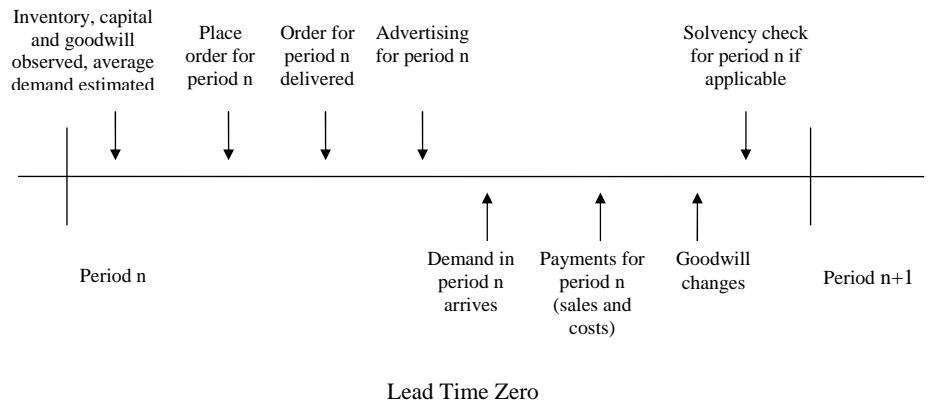 Inventory, capital
and goodwill
observed, average
demand estimated
Place
order for
period n
Order for
period n
delivered
Advertising
for period n
Solvency check
for period n if
applicable
Period n
Demand in
period n
arrives
Payments for
period n
(sales and
costs)
Goodwill
changes
Period n+1
Lead Time Zero